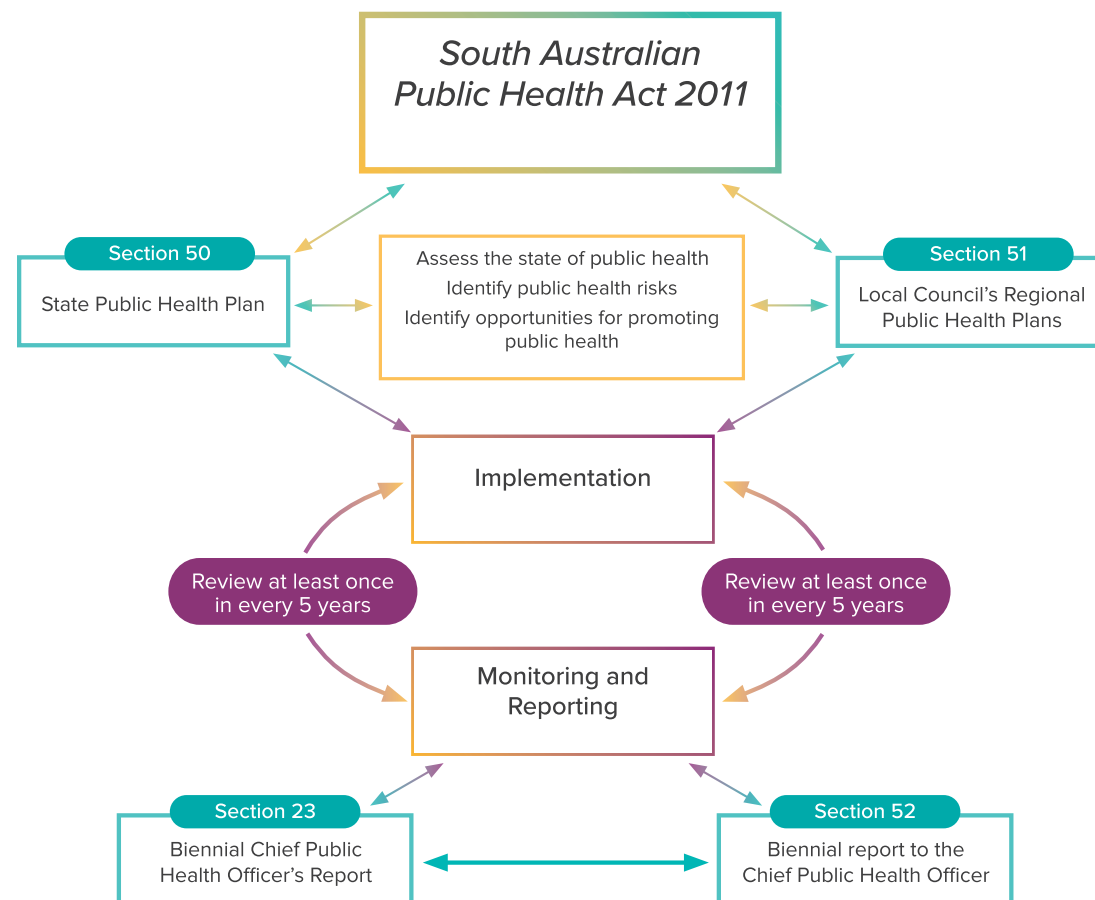 South Australian
Public Health Act 2011
Section 50
State Public Health Plan
Assess the state of public health
Identify public health risks
Identify opportunities for promoting
public health
Section 51
Local Council’s Regional
Public Health Plans
Implementation
Review at least once
in every 5 years
Review at least once
in every 5 years
Monitoring and
Reporting
Section 23
Biennial Chief Public
Health Officer’s Report
Section 52
Biennial report to the
Chief Public Health Officer